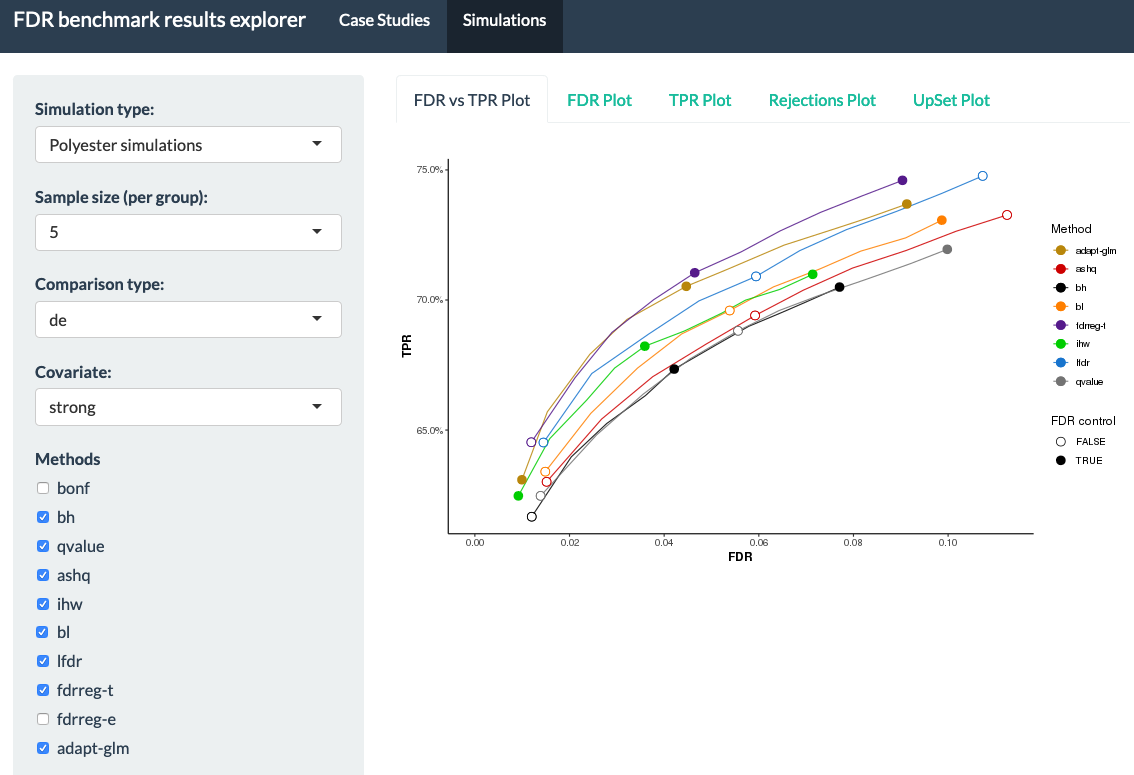 FDR benchmark results explorer
Case Studies
Simulations
Simulation type:
Polyester simulations
Sample size (per group):
5
Comparison type:
de
Covariate:
strong
Methods
bonf
bh
qvalue
ashq
ihw
bl
lfdr
fdrreg-t
fdrreg-e
adapt-glm
FDR vs TPR Plot
FDR Plot
TPR Plot
Rejections Plot
UpSet Plot
75.0%
70.0%
65.0%
TPR
0.00
0.02
0.04
0.06
0.08
0.10
FDR
Method
adapt-glm
ashq
bh
bl
fdrreg-t
ihw
lfdr
qvalue
FDR control
FALSE
TRUE